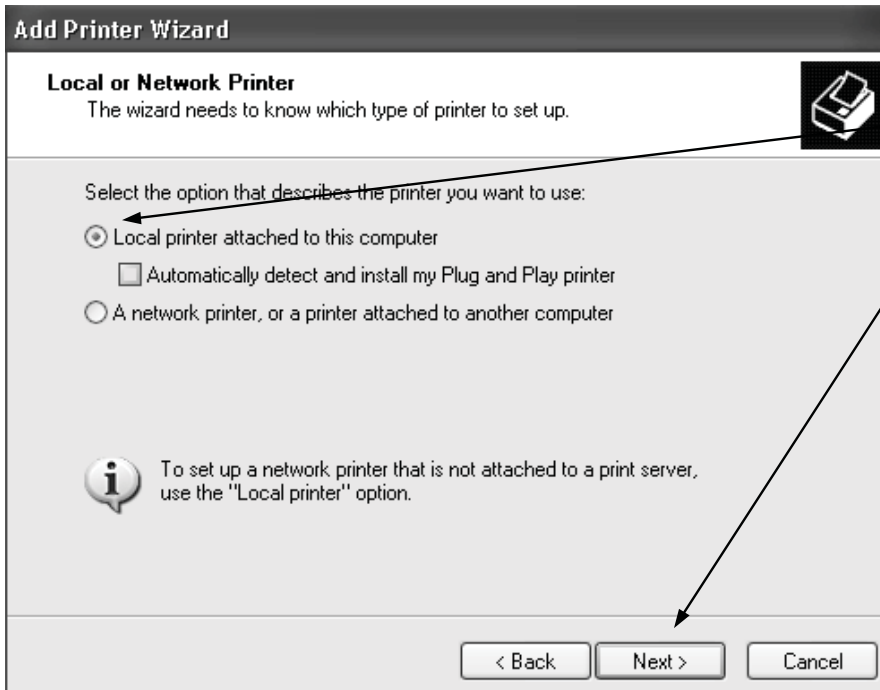 Add Printer Wizard
Local or Network Printer
The wizard needs to know which type of printer to set up.
Select the option that describes the printer you want to use:
Local printer attached to this computer
Automatically detect and install my Plug and Play printer
A network printer, or a printer attached to another computer
To set up a network printer that is not attached to a print server,
use the "Local printer" option.
< Back Next > Cancel